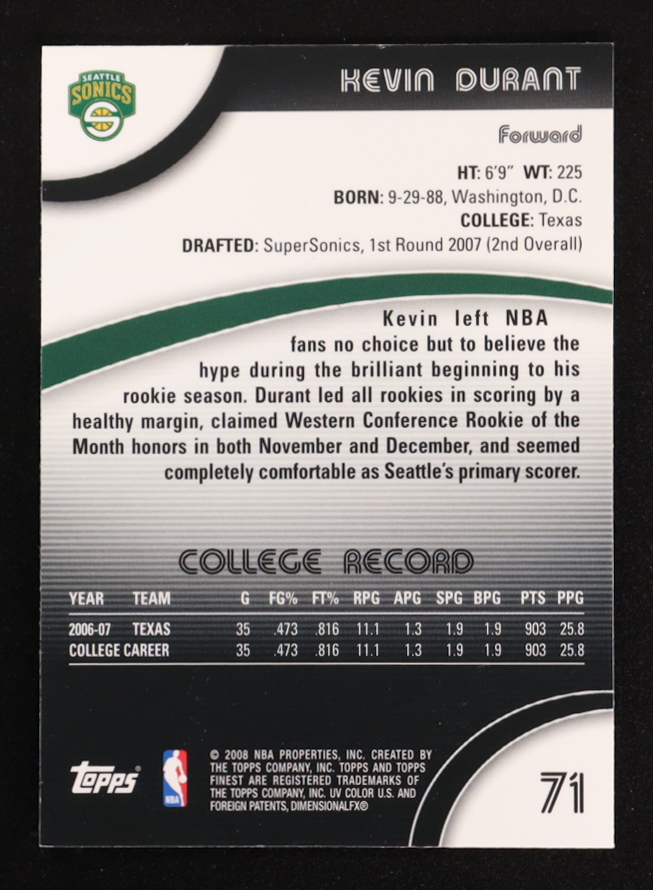 SEATTLE
SONICS
KEVIN DURANT
Forward
HT: 6'9" WT: 225
BORN: 9-29-88, Washington, D.C.
COLLEGE: Texas
DRAFTED: SuperSonics, 1st Round 2007 (2nd Overall)
Kevin left NBA
fans no choice but to believe the
hype during the brilliant beginning to his
rookie season. Durant led all rookies in scoring by a
healthy margin, claimed Western Conference Rookie of the
Month honors in both November and December, and seemed
completely comfortable as Seattle's primary scorer.
COLLEGE RECORD
YEAR TEAM G FG% FT% RPG APG SPG BPG PTS PPG
2006-07 TEXAS 35 .473 .816 11.1 1.3 1.9 1.9 903 25.8
COLLEGE CAREER 35 .473 .816 11.1 1.3 1.9 1.9 903 25.8
Topps®
NBA
© 2008 NBA PROPERTIES, INC. CREATED BY
THE TOPPS COMPANY, INC. TOPPS AND TOPPS
FINEST ARE REGISTERED TRADEMARKS OF
THE TOPPS COMPANY, INC. UV COLOR U.S. AND
FOREIGN PATENTS, DIMENSIONALFX®
71